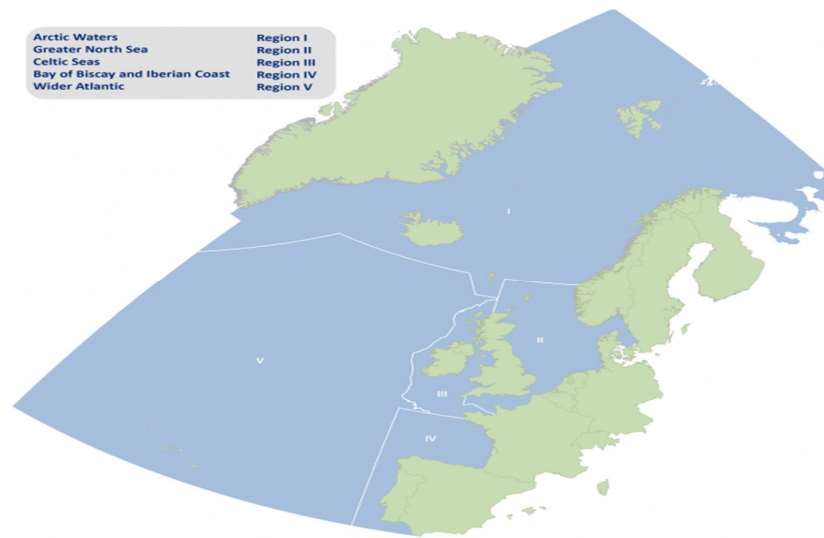 Arctic Waters Region I
Greater North Sea Region II
Celtic Seas Region III
Bay of Biscay and Iberian Coast Region IV
Wider Atlantic Region V
I
II
V
III
IV